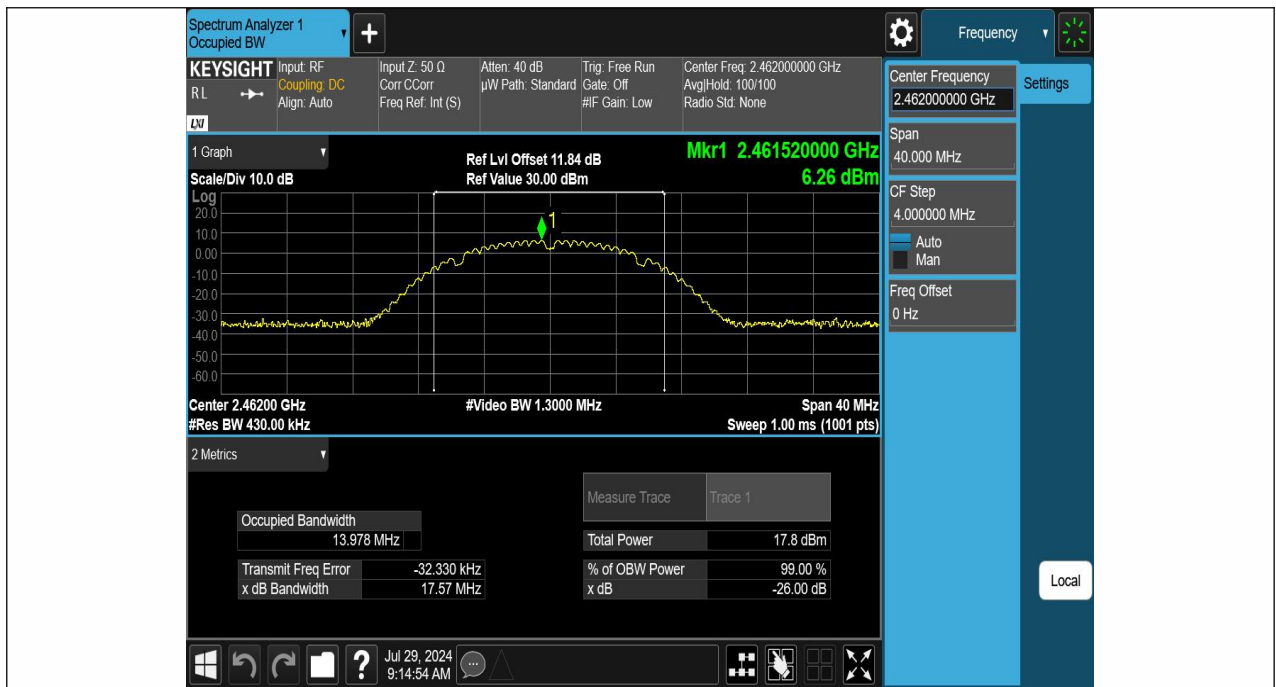 Spectrum Analyzer 1
Occupied BW
+
Frequency
KEYSIGHT
R L
LXI
Input: RF
Coupling: DC
Align: Auto
Input Z: 50 Ω
Corr CCorr
Freq Ref: Int (S)
Atten: 40 dB
µW Path: Standard
Trig: Free Run
Gate: Off
#IF Gain: Low
Center Freq: 2.462000000 GHz
Avg|Hold: 100/100
Radio Std: None
Center Frequency
2.462000000 GHz
Settings
Span
40.000 MHz
CF Step
4.000000 MHz
Auto
Man
Freq Offset
0 Hz
Local
1 Graph
Scale/Div 10.0 dB
Ref Lvl Offset 11.84 dB
Ref Value 30.00 dBm
Mkr1 2.461520000 GHz
6.26 dBm
Log
20.0
10.0
0.00
-10.0
-20.0
-30.0
-40.0
-50.0
-60.0
1
Center 2.46200 GHz
#Video BW 1.3000 MHz
Span 40 MHz
#Res BW 430.00 kHz
Sweep 1.00 ms (1001 pts)
2 Metrics
Measure Trace Trace 1
Occupied Bandwidth
13.978 MHz
Total Power 17.8 dBm
Transmit Freq Error -32.330 kHz
% of OBW Power 99.00 %
x dB Bandwidth 17.57 MHz
x dB -26.00 dB
?
Jul 29, 2024
9:14:54 AM